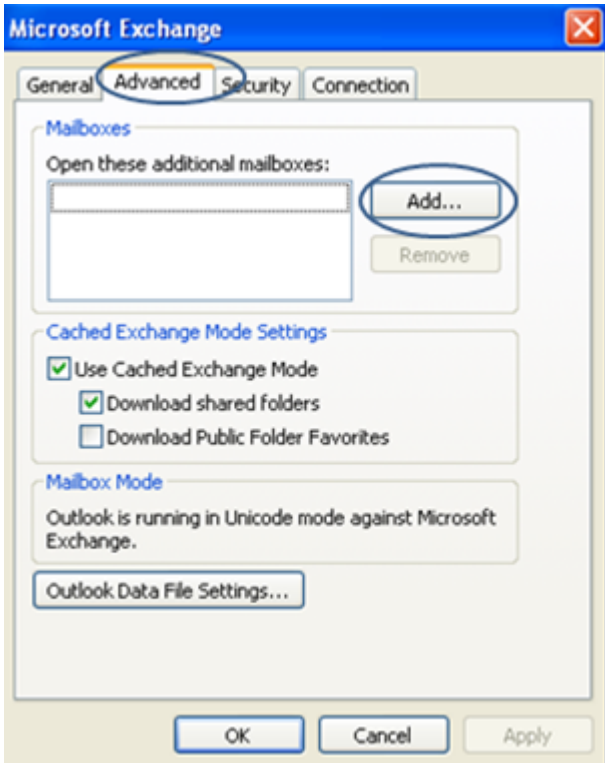 Microsoft Exchange
General Advanced Security Connection
Mailboxes
Open these additional mailboxes:
Add...
Remove
Cached Exchange Mode Settings
Use Cached Exchange Mode
Download shared folders
Download Public Folder Favorites
Mailbox Mode
Outlook is running in Unicode mode against Microsoft
Exchange.
Outlook Data File Settings...
OK Cancel Apply